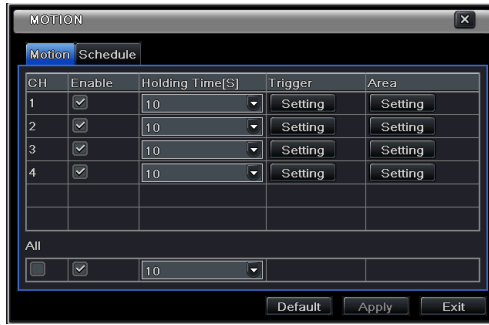 MOTION
Motion Schedule
CH Enable Holding Time[S] Trigger Area
1 10 Setting Setting
2 10 Setting Setting
3 10 Setting Setting
4 10 Setting Setting
All
10
Default Apply Exit